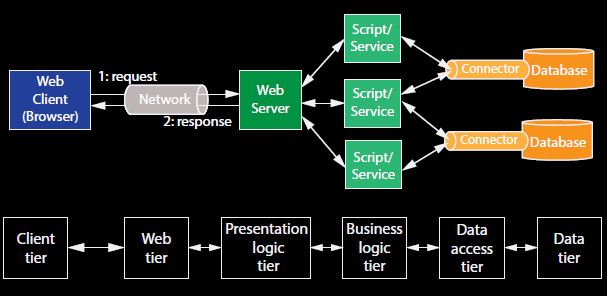 Web
Client
(Browser)
1: request
Network
2: response
Web
Server
Script/
Service
Script/
Service
Script/
Service
Connector
Database
Connector
Database
Client
tier
Web
tier
Presentation
logic
tier
Business
logic
tier
Data
access
tier
Data
tier